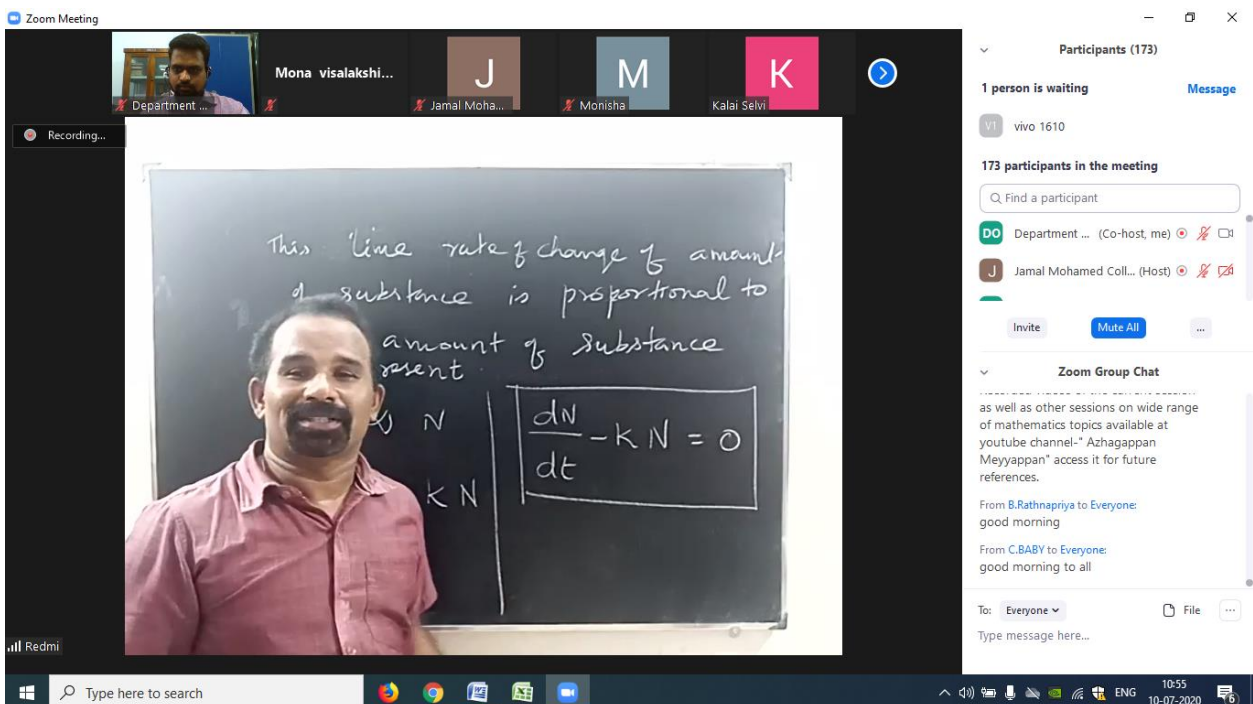 Zoom Meeting
Department ...
Mona visalakshi...
J
Jamal Moha...
M
Monisha
K
Kalai Selvi
Recording...
This time rate of change of amount
of substance is proportional to
amount of substance
resent
N
dN
dt
- K N = 0
K N
Redmi
Participants (173)
1 person is waiting
Message
V1
vivo 1610
173 participants in the meeting
Find a participant
DO
Department ... (Co-host, me)
J
Jamal Mohamed Coll... (Host)
Invite
Mute All
...
Zoom Group Chat
as well as other sessions on wide range
of mathematics topics available at
youtube channel-" Azhagappan
Meyyappan" access it for future
references.
From B.Rathnapriya to Everyone:
good morning
From C.BABY to Everyone:
good morning to all
To: Everyone
File
...
Type message here...
Type here to search
ENG
10:55
10-07-2020
6